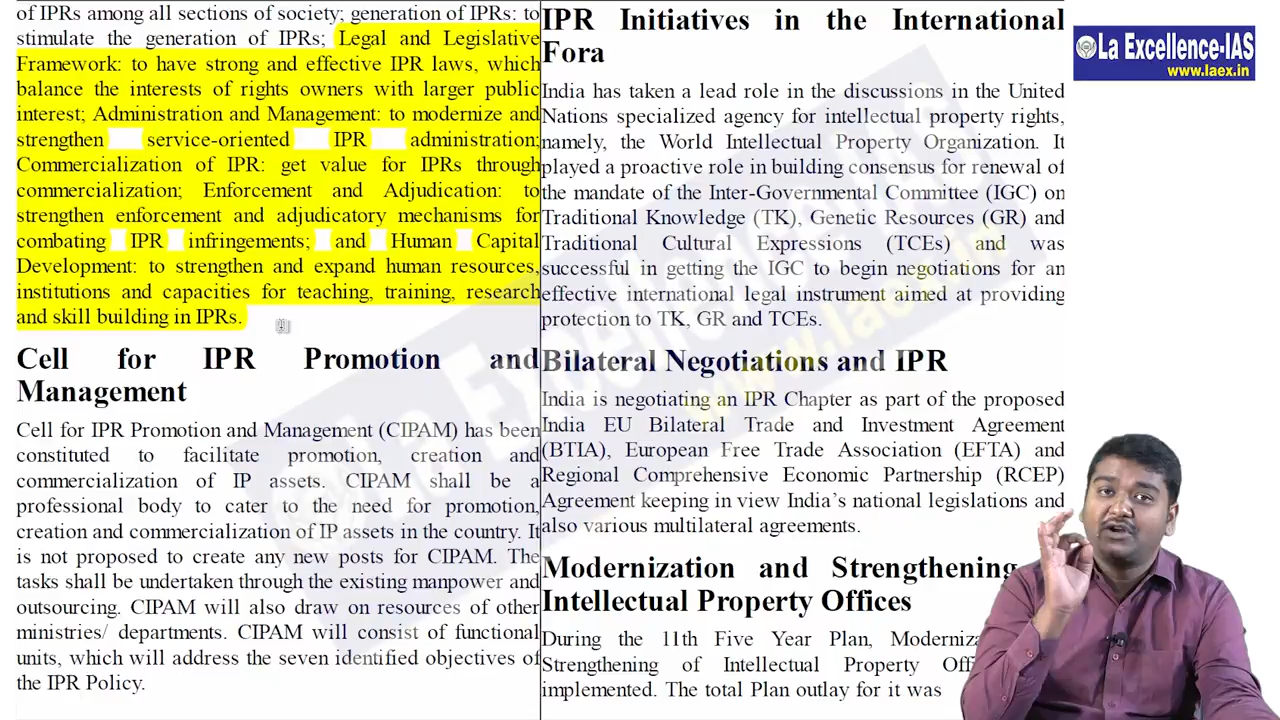 of IPRs among all sections of society; generation of IPRs: to
stimulate the generation of IPRs; Legal and Legislative
Framework: to have strong and effective IPR laws, which
balance the interests of rights owners with larger public
interest; Administration and Management: to modernize and
strengthen service-oriented IPR administration;
Commercialization of IPR: get value for IPRs through
commercialization; Enforcement and Adjudication: to
strengthen enforcement and adjudicatory mechanisms for
combating IPR infringements; and Human Capital
Development: to strengthen and expand human resources,
institutions and capacities for teaching, training, research
and skill building in IPRs.
Cell for IPR Promotion and
Management
Cell for IPR Promotion and Management (CIPAM) has been
constituted to facilitate promotion, creation and
commercialization of IP assets. CIPAM shall be a
professional body to cater to the need for promotion,
creation and commercialization of IP assets in the country. It
is not proposed to create any new posts for CIPAM. The
tasks shall be undertaken through the existing manpower and
outsourcing. CIPAM will also draw on resources of other
ministries/ departments. CIPAM will consist of functional
units, which will address the seven identified objectives of
the IPR Policy.
IPR Initiatives in the International
Fora
India has taken a lead role in the discussions in the United
Nations specialized agency for intellectual property rights,
namely, the World Intellectual Property Organization. It
played a proactive role in building consensus for renewal of
the mandate of the Inter-Governmental Committee (IGC) on
Traditional Knowledge (TK), Genetic Resources (GR) and
Traditional Cultural Expressions (TCEs) and was
successful in getting the IGC to begin negotiations for an
effective international legal instrument aimed at providing
protection to TK, GR and TCEs.
Bilateral Negotiations and IPR
India is negotiating an IPR Chapter as part of the proposed
India EU Bilateral Trade and Investment Agreement
(BTIA), European Free Trade Association (EFTA) and
Regional Comprehensive Economic Partnership (RCEP)
Agreement keeping in view India's national legislations and
also various multilateral agreements.
Modernization and Strengthening
Intellectual Property Offices
During the 11th Five Year Plan,
Strengthening of Intellectual Property
implemented. The total Plan outlay for it was
La Excellence-IAS
www.laex.in
La Excellence IAS
www.laex.in